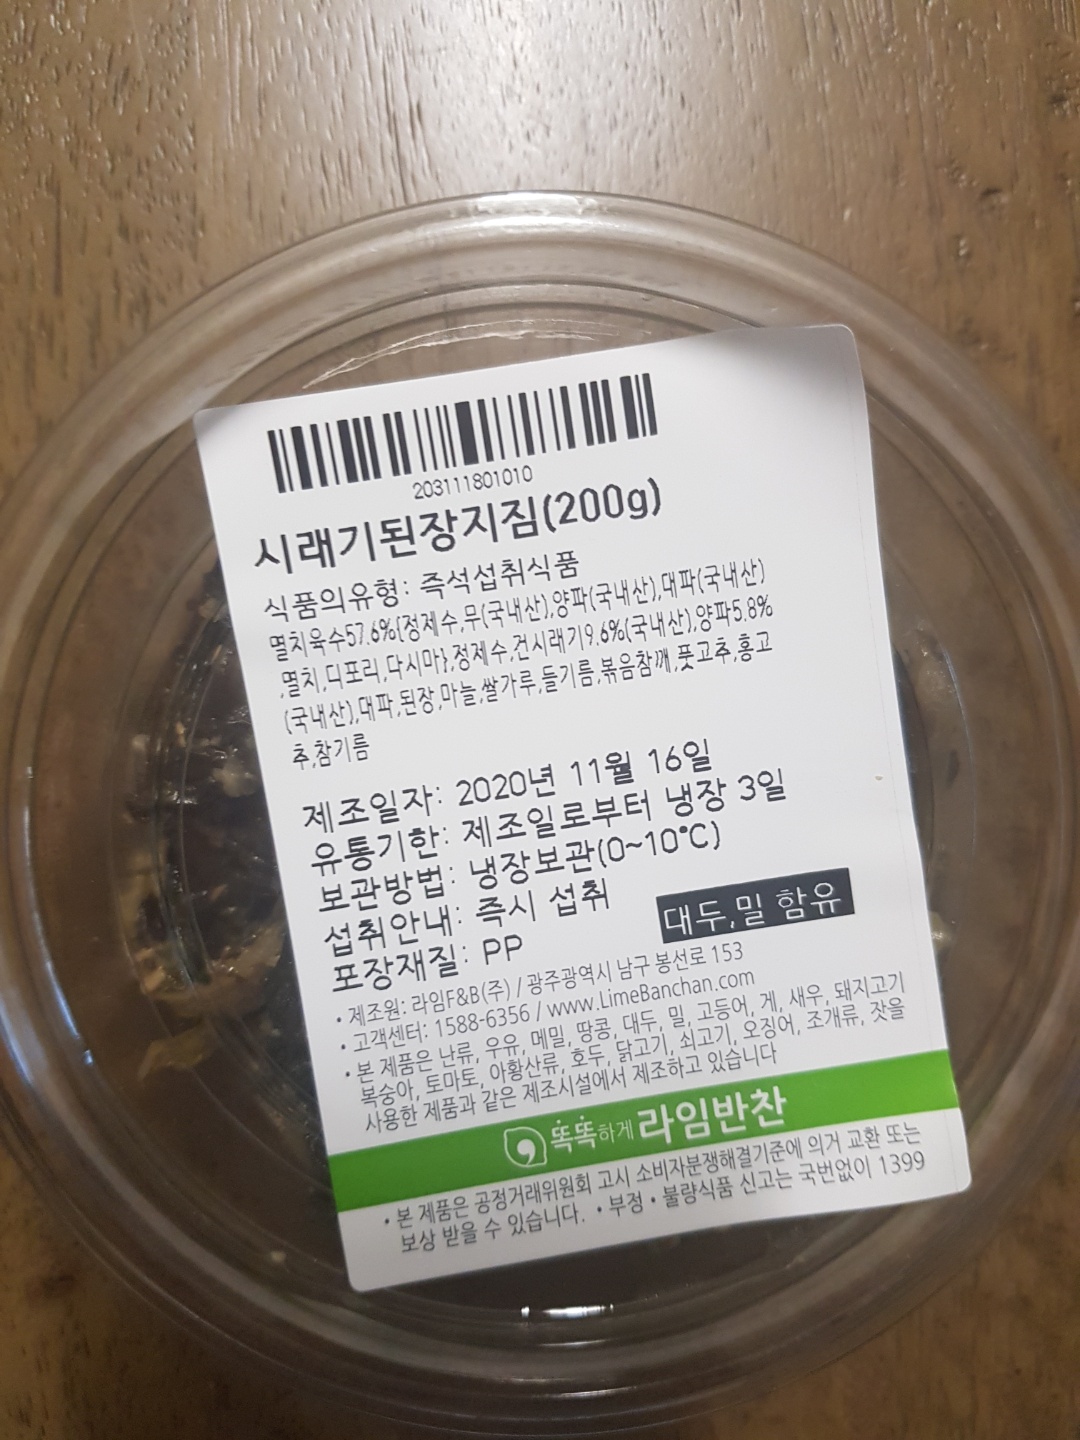 203111801010
시래기된장지짐(200g)
식품의유형: 즉석섭취식품
멸치육수57.6%{정제수,무(국내산),양파(국내산),대파(국내산)
,멸치,디포리,다시마},정제수,건시래기9.6%(국내산),양파5.8%
(국내산),대파,된장,마늘,쌀가루,들기름,볶음참깨,풋고추,홍고
추,참기름
제조일자: 2020년 11월 16일
유통기한: 제조일로부터 냉장 3일
보관방법: 냉장보관(0~10℃)
섭취안내: 즉시 섭취
포장재질: PP
대두,밀 함유
• 제조원: 라임F&B(주) / 광주광역시 남구 봉선로 153
• 고객센터: 1588-6356 / www.LimeBanchan.com
• 본 제품은 난류, 우유, 메밀, 땅콩, 대두, 밀, 고등어, 게, 새우, 돼지고기
복숭아, 토마토, 아황산류, 호두, 닭고기, 쇠고기, 오징어, 조개류, 잣을
사용한 제품과 같은 제조시설에서 제조하고 있습니다
똑똑하게 라임반찬
• 본 제품은 공정거래위원회 고시 소비자분쟁해결기준에 의거 교환 또는
보상 받을 수 있습니다. • 부정 • 불량식품 신고는 국번없이 1399